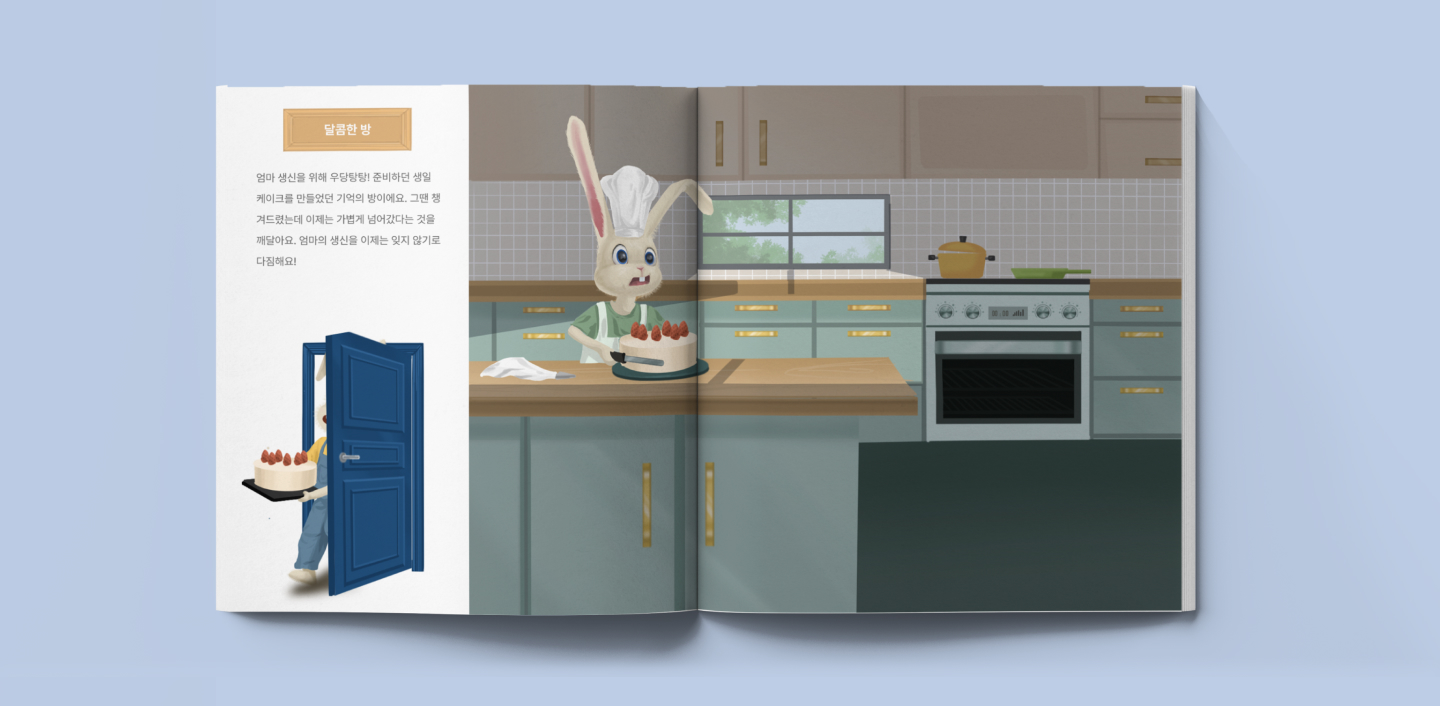 달콤한 방
엄마 생신을 위해 우당탕탕! 준비하던 생일
케이크를 만들었던 기억의 방이에요. 그땐 챙
겨드렸는데 이제는 가볍게 넘어갔다는 것을
깨달아요. 엄마의 생신을 이제는 잊지 않기로
다짐해요!